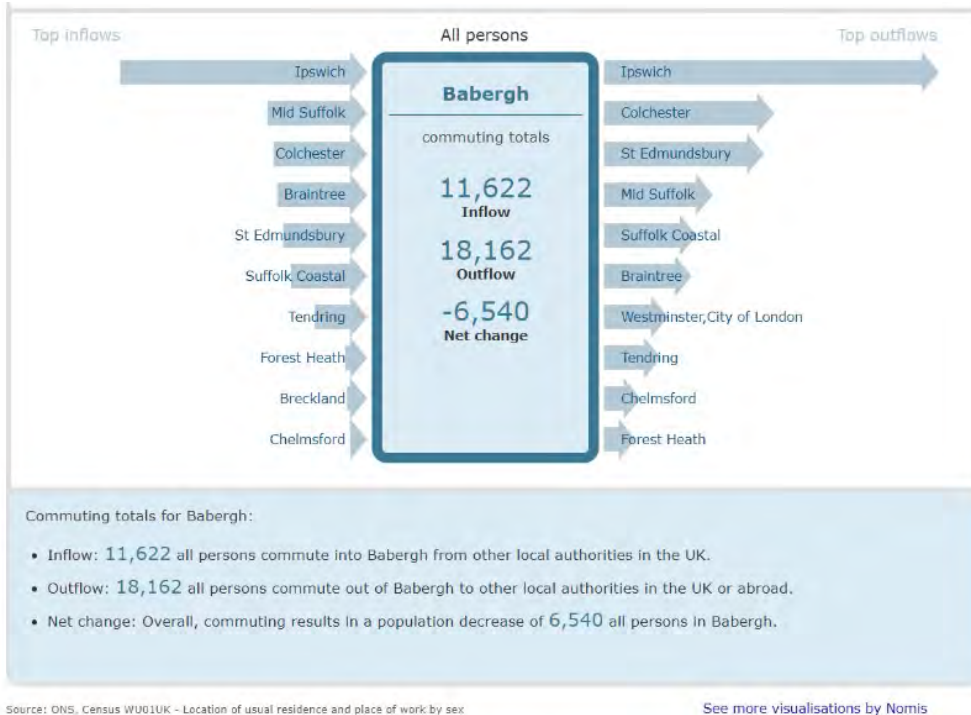 Top inflows
All persons
Top outflows
Ipswich
Mid Suffolk
Colchester
Braintree
St Edmundsbury
Suffolk Coastal
Tendring
Forest Heath
Breckland
Chelmsford
Babergh
commuting totals
11,622
Inflow
18,162
Outflow
-6,540
Net change
Ipswich
Colchester
St Edmundsbury
Mid Suffolk
Suffolk Coastal
Braintree
Westminster,City of London
Tendring
Chelmsford
Forest Heath
Commuting totals for Babergh:
• Inflow: 11,622 all persons commute into Babergh from other local authorities in the UK.
• Outflow: 18,162 all persons commute out of Babergh to other local authorities in the UK or abroad.
• Net change: Overall, commuting results in a population decrease of 6,540 all persons in Babergh.
Source: ONS, Census WU01UK - Location of usual residence and place of work by sex
See more visualisations by Nomis